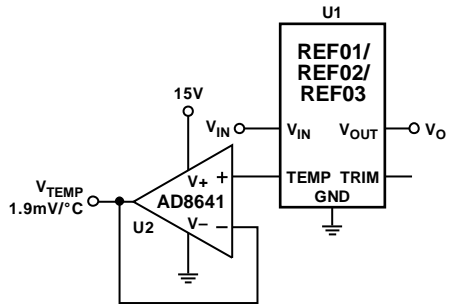 U1
REF01/
REF02/
REF03
15V
V_IN
V_IN
V_OUT
V_O
V+
+
TEMP
TRIM
V_TEMP
1.9mV/°C
AD8641
GND
U2
V−
−